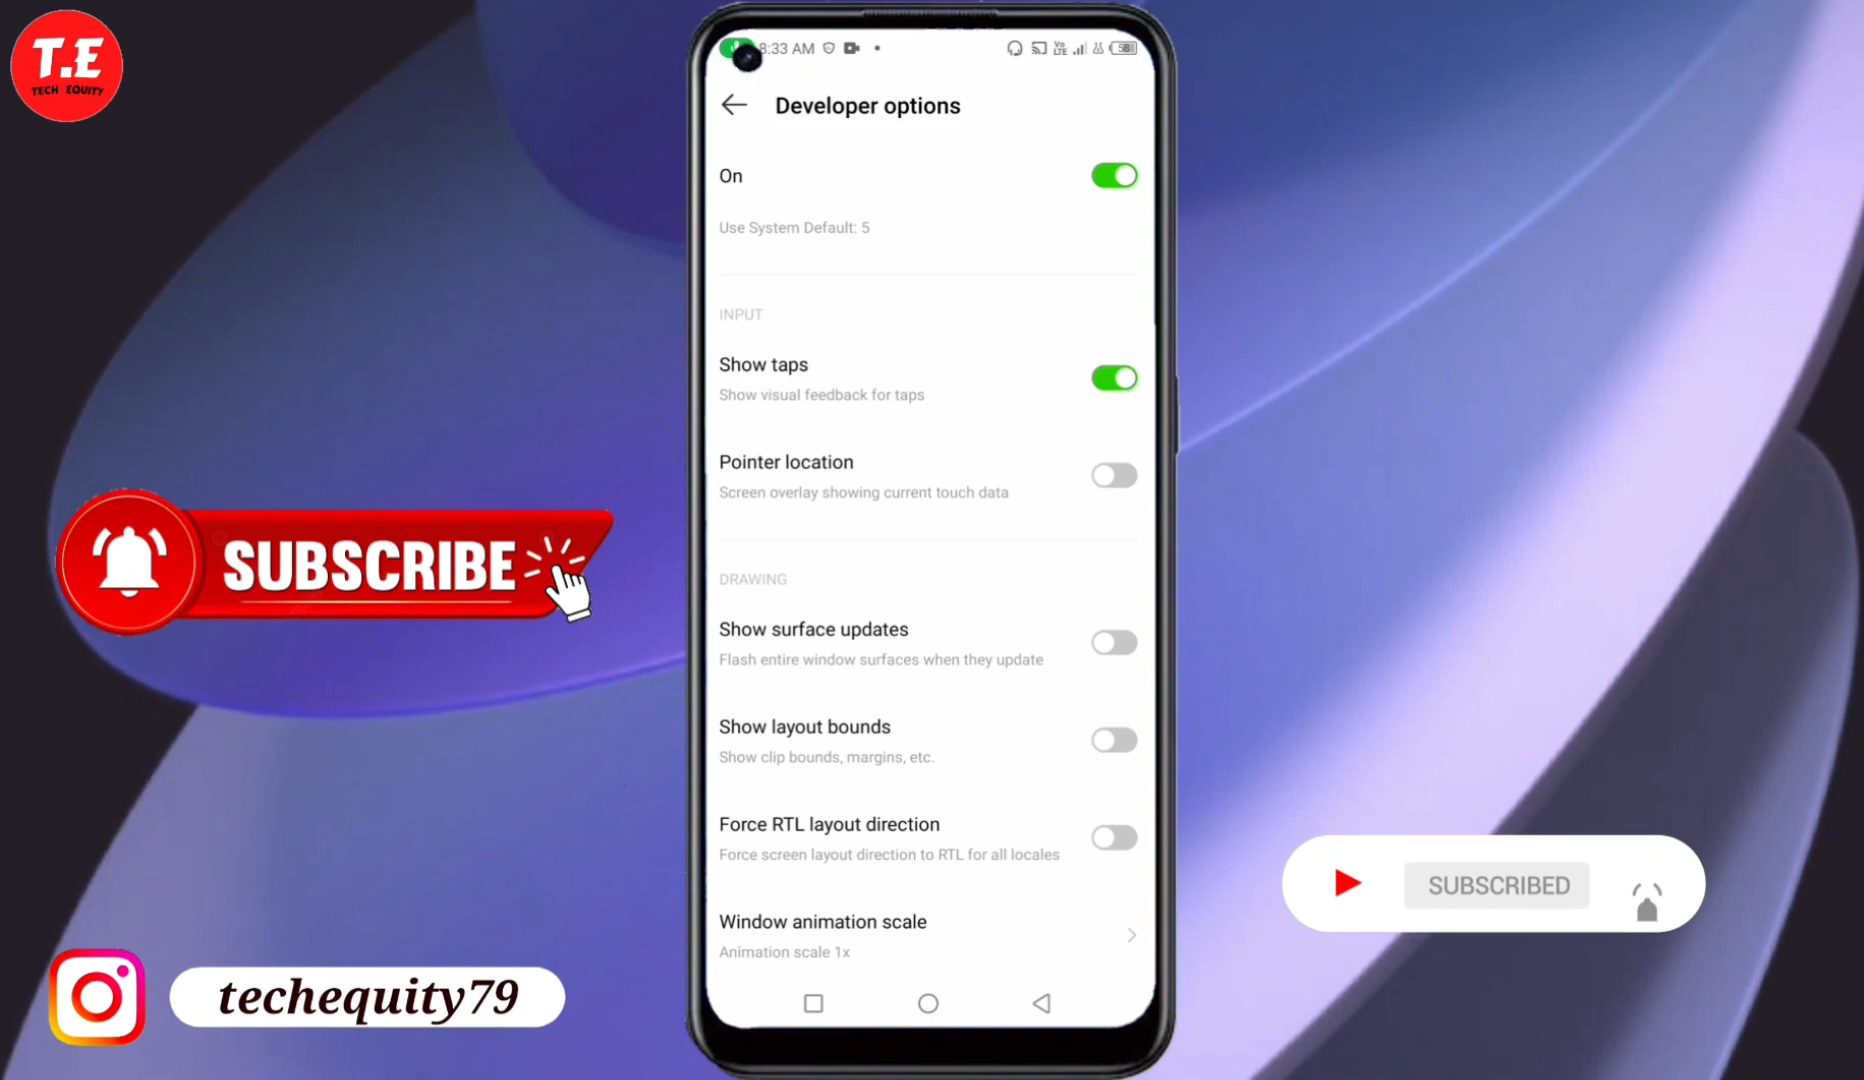 T.E
TECH EQUITY
8:33 AM
Vo
LTE
58
Developer options
On
Use System Default: 5
INPUT
Show taps
Show visual feedback for taps
Pointer location
Screen overlay showing current touch data
DRAWING
Show surface updates
Flash entire window surfaces when they update
Show layout bounds
Show clip bounds, margins, etc.
Force RTL layout direction
Force screen layout direction to RTL for all locales
Window animation scale
Animation scale 1x
SUBSCRIBE
SUBSCRIBED
techequity79